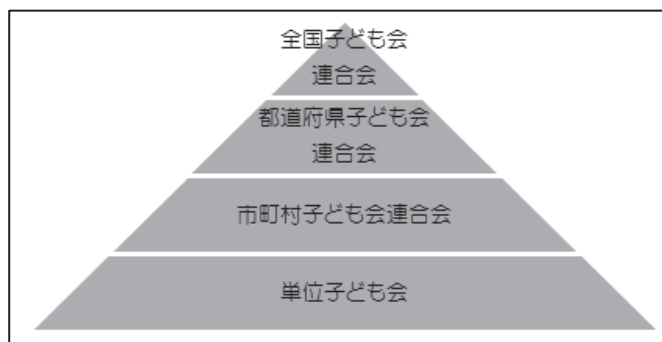 全国子ども会
連合会
都道府県子ども会
連合会
市町村子ども会連合会
単位子ども会